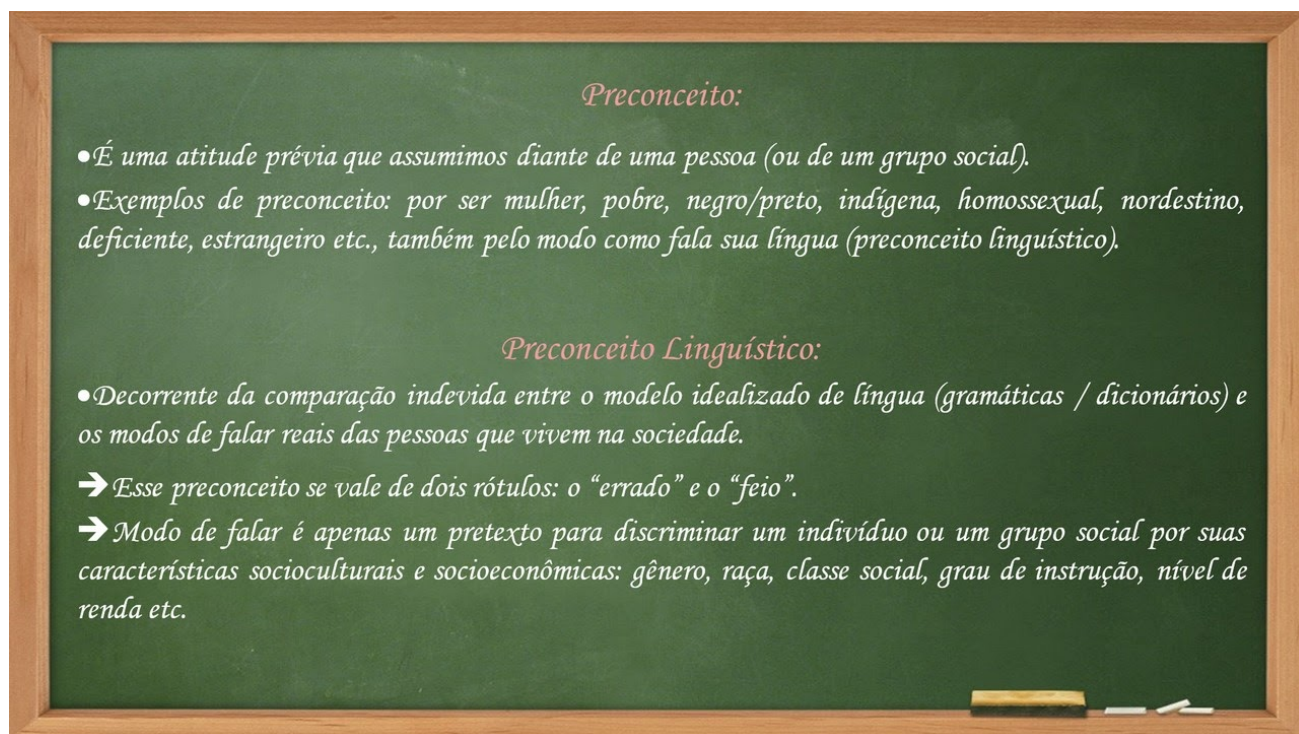 Preconceito:
•É uma atitude prévia que assumimos diante de uma pessoa (ou de um grupo social).
•Exemplos de preconceito: por ser mulher, pobre, negro/preto, indígena, homossexual, nordestino,
deficiente, estrangeiro etc., também pelo modo como fala sua língua (preconceito linguístico).
Preconceito Linguístico:
•Decorrente da comparação indevida entre o modelo idealizado de língua (gramáticas / dicionários) e
os modos de falar reais das pessoas que vivem na sociedade.
➔Esse preconceito se vale de dois rótulos: o “errado” e o “feio”.
➔Modo de falar é apenas um pretexto para discriminar um indivíduo ou um grupo social por suas
características socioculturais e socioeconômicas: gênero, raça, classe social, grau de instrução, nível de
renda etc.